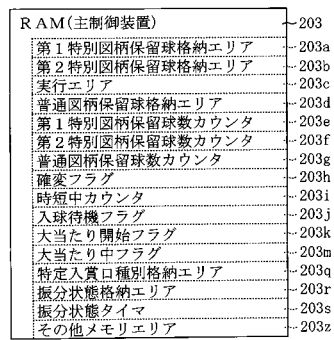 RAM(主制御装置) 203
第1特別図柄保留球格納エリア 203a
第2特別図柄保留球格納エリア 203b
実行エリア 203c
普通図柄保留球格納エリア 203d
第1特別図柄保留球数カウンタ 203e
第2特別図柄保留球数カウンタ 203f
普通図柄保留球数カウンタ 203g
確変フラグ 203h
時短中カウンタ 203i
入球待機フラグ 203j
大当たり開始フラグ 203k
大当たり中フラグ 203m
特定入賞口種別格納エリア 203q
振分状態格納エリア 203r
振分状態タイマ 203s
その他メモリエリア 203z